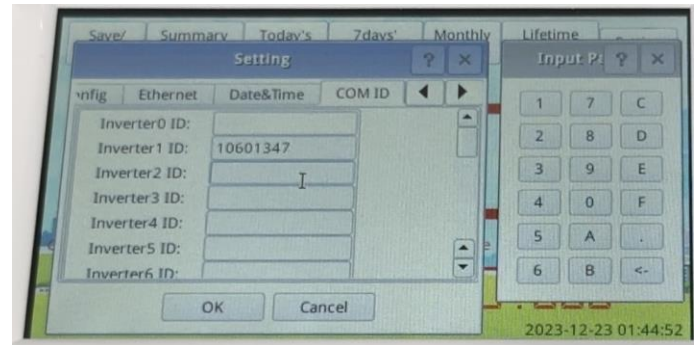 Save/ Summary Today's 7days' Monthly Lifetime
Setting ? ×
Input P ? ×
nfig Ethernet Date&Time COM ID
Inverter0 ID:
Inverter1 ID: 10601347
Inverter2 ID:
Inverter3 ID:
Inverter4 ID:
Inverter5 ID:
Inverter6 ID:
OK Cancel
1 7 C
2 8 D
3 9 E
4 0 F
5 A .
6 B <-
2023-12-23 01:44:52